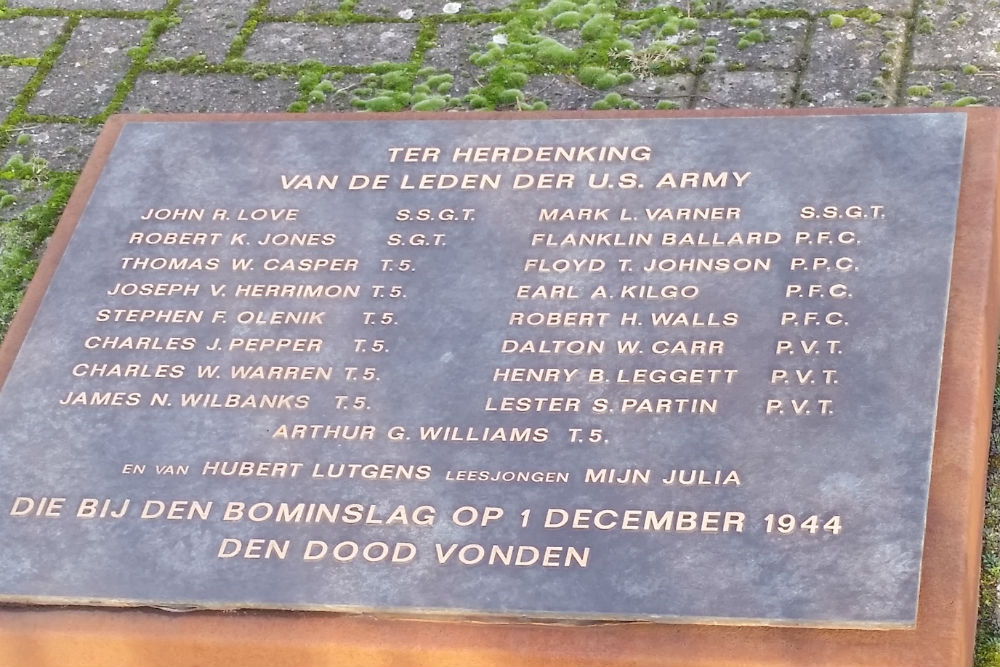 TER HERDENKING
VAN DE LEDEN DER U.S. ARMY
JOHN R. LOVE S.S.G.T. MARK L. VARNER S.S.G.T.
ROBERT K. JONES S.G.T. FLANKLIN BALLARD P.F.C.
THOMAS W. CASPER T.5. FLOYD T. JOHNSON P.P.C.
JOSEPH V. HERRIMON T.5. EARL A. KILGO P.F.C.
STEPHEN F. OLENIK T.5. ROBERT H. WALLS P.F.C.
CHARLES J. PEPPER T.5. DALTON W. CARR P.V.T.
CHARLES W. WARREN T.5. HENRY B. LEGGETT P.V.T.
JAMES N. WILBANKS T.5. LESTER S. PARTIN P.V.T.
ARTHUR G. WILLIAMS T.5.
EN VAN HUBERT LUTGENS LEESJONGEN MIJN JULIA
DIE BIJ DEN BOMINSLAG OP 1 DECEMBER 1944
DEN DOOD VONDEN